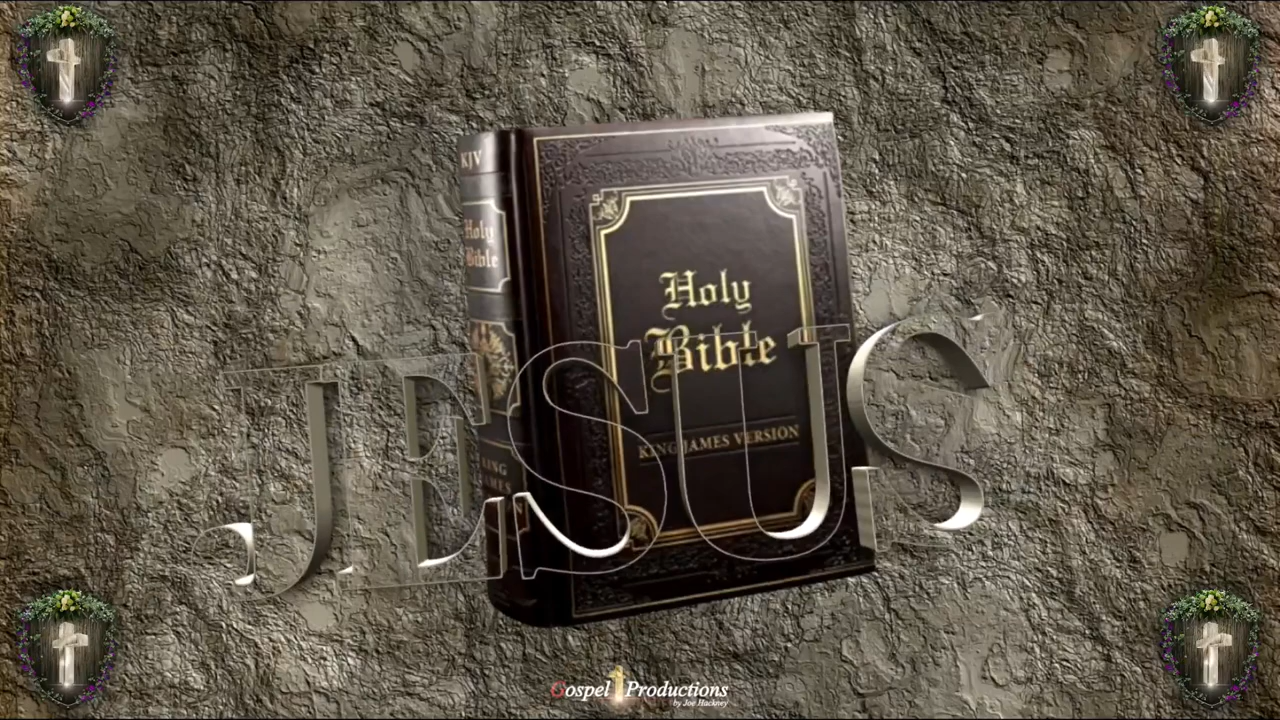 KJV
Holy
Bible
KING
JAMES
Holy
Bible
KING JAMES VERSION
JESUS
Gospel Productions
by Joe Hackney